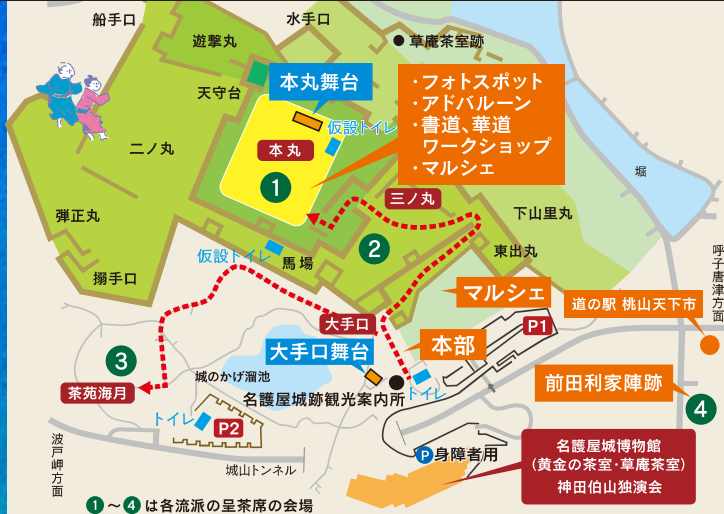 船手口
水手口
遊撃丸
草庵茶室跡
天守台
本丸舞台
・フォトスポット
・アドバルーン
・書道、華道
ワークショップ
・マルシェ
仮設トイレ
二ノ丸
本丸
1
堀
三ノ丸
弾正丸
下山里丸
2
東出丸
仮設トイレ
馬場
搦手口
呼子唐津方面
マルシェ
道の駅 桃山天下市
大手口
P1
本部
大手口舞台
3
城のかげ溜池
前田利家陣跡
茶苑海月
名護屋城跡観光案内所
トイレ
4
トイレ
P2
波戸岬方面
P身障者用
名護屋城博物館
(黄金の茶室・草庵茶室)
神田伯山独演会
城山トンネル
1〜4は各流派の呈茶席の会場